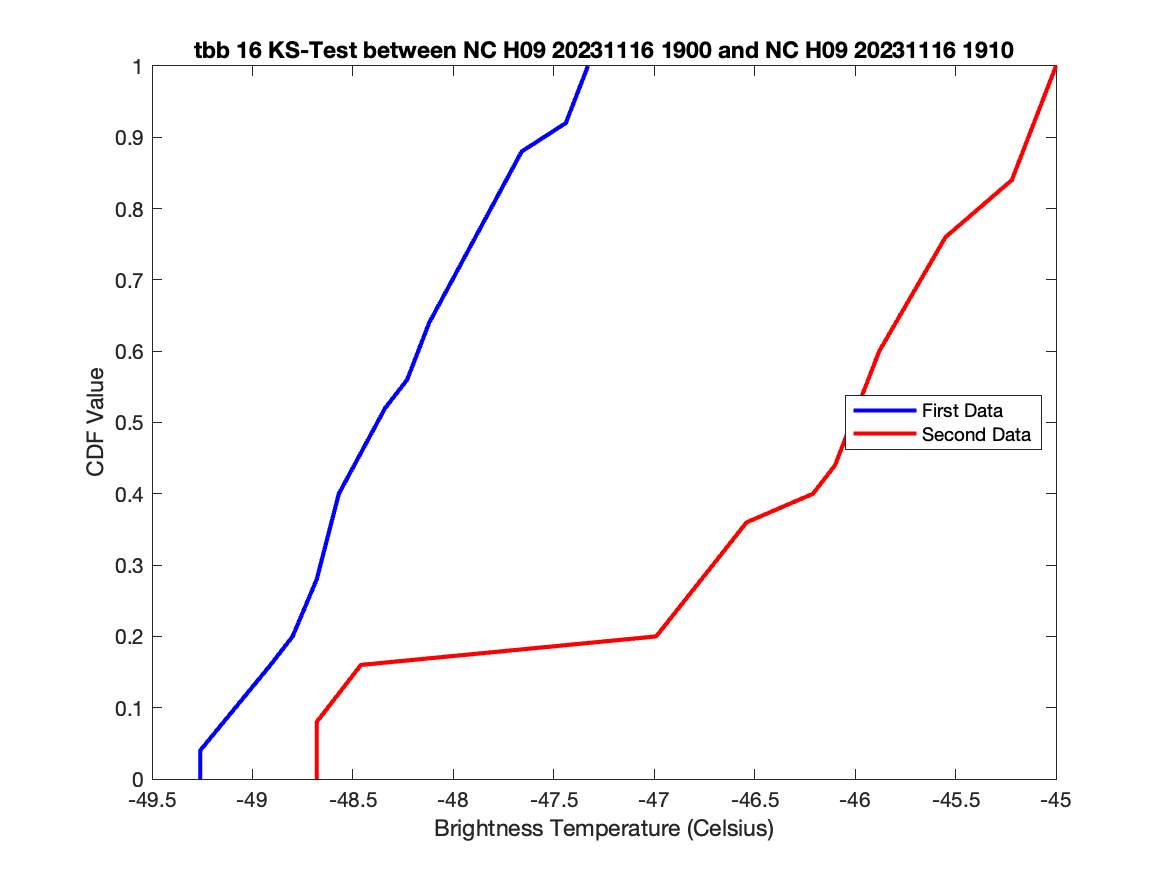 tbb 16 KS-Test between NC H09 20231116 1900 and NC H09 20231116 1910
1
0.9
0.8
0.7
0.6
0.5
0.4
0.3
0.2
0.1
0
CDF Value
First Data
Second Data
-49.5 -49 -48.5 -48 -47.5 -47 -46.5 -46 -45.5 -45
Brightness Temperature (Celsius)